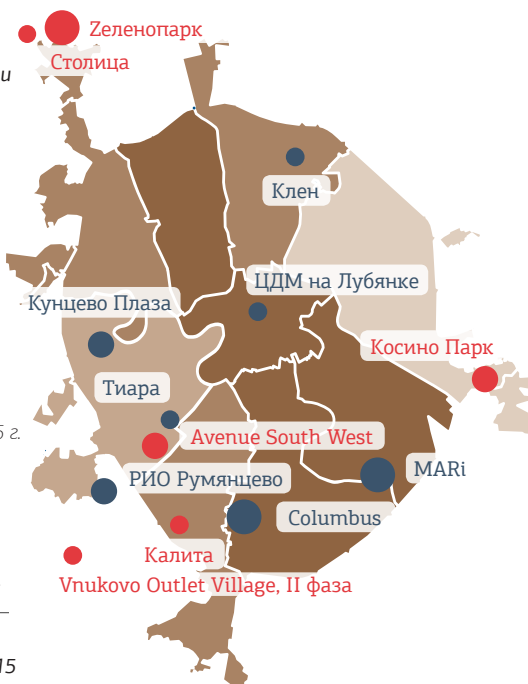 Zеленопарк
Столица
и
Клен
ЦДМ на Лубянке
Кунцево Плаза
Косино Парк
Тиара
г.
Avenue South West
MARi
РИО Румянцево
Columbus
Калита
Vnukovo Outlet Village, II фаза
15